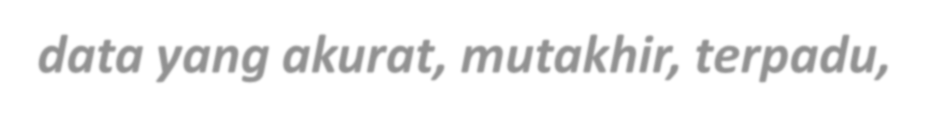 data yang akurat, mutakhir, terpadu,